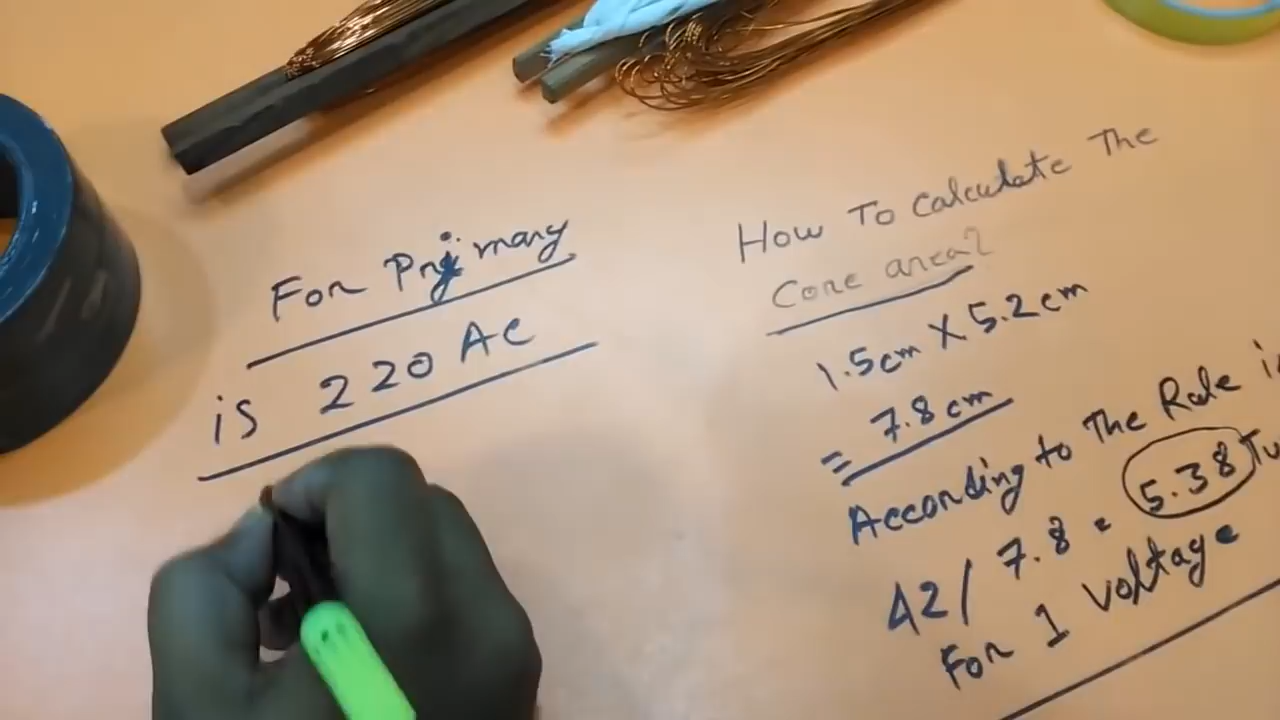 For Primary
is 220 AC
How To calculate The
Core area?
1.5cm X 5.2cm
= 7.8 cm
According to The Rule
42/ 7.8 = 5.38
For 1 voltage